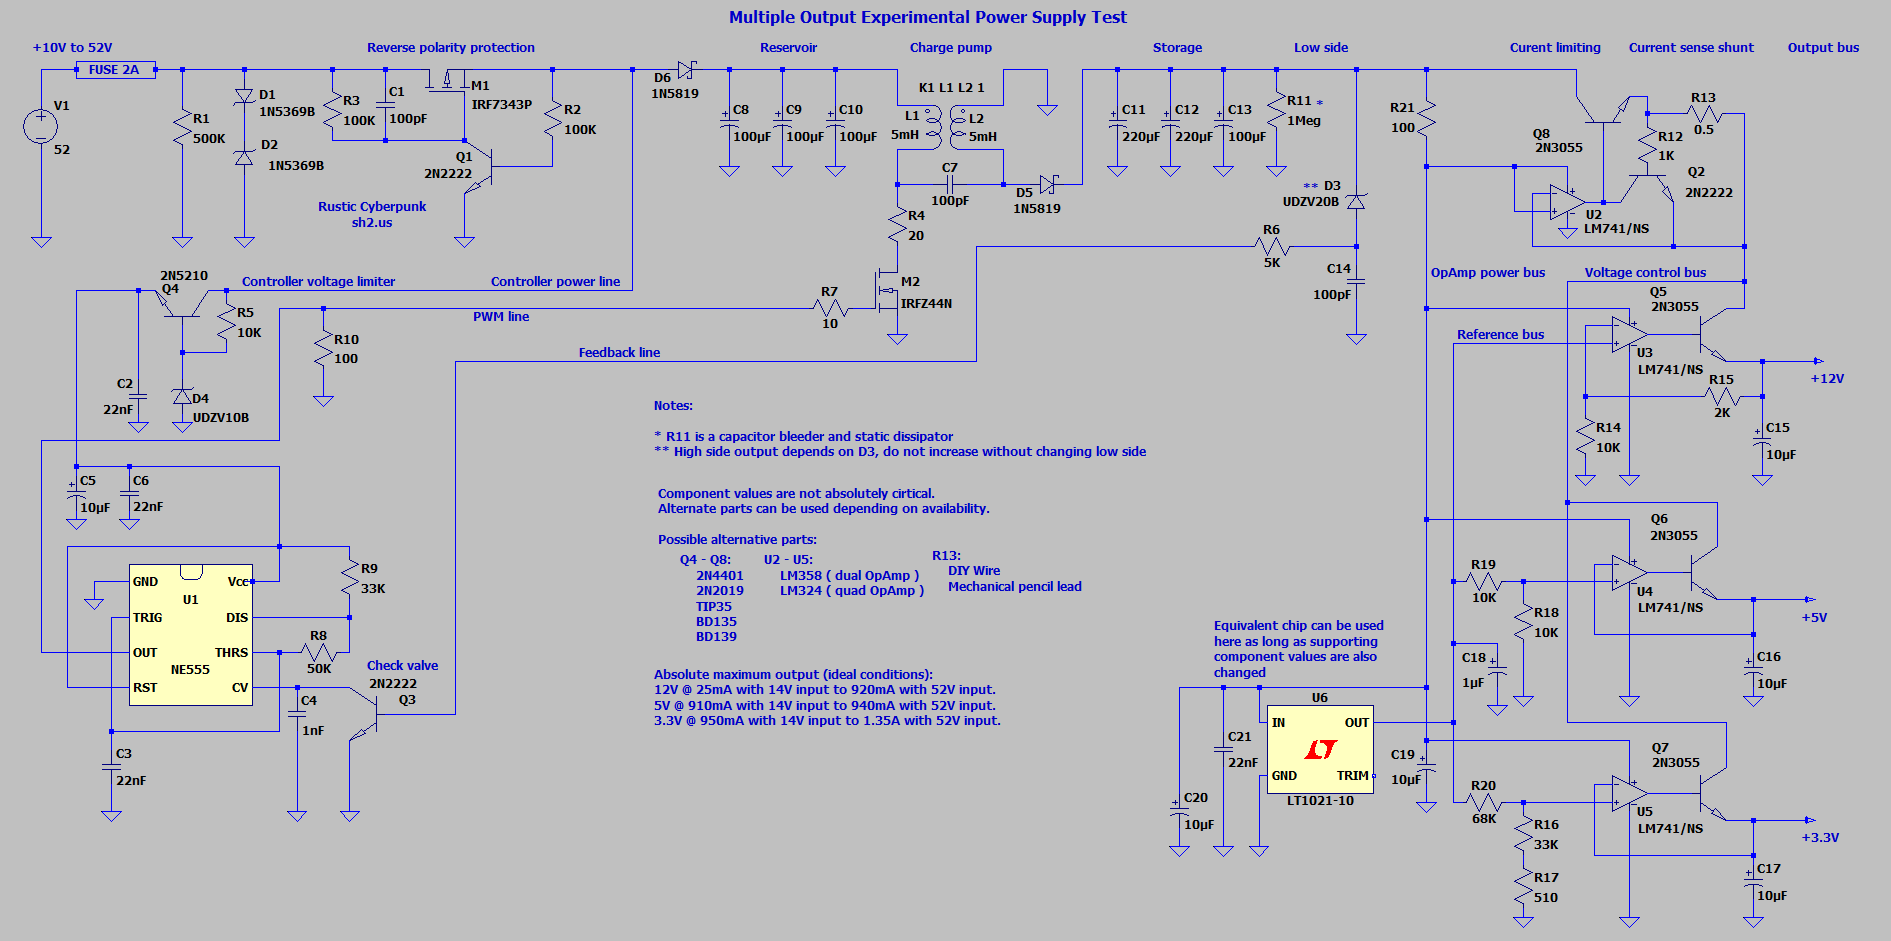 Multiple Output Experimental Power Supply Test
+10V to 52V
Reverse polarity protection
Reservoir
Charge pump
Storage
Low side
Curent limiting
Current sense shunt
Output bus
FUSE 2A
V1
52
R1
500K
D1
1N5369B
D2
1N5369B
R3
100K
C1
100pF
M1
IRF7343P
R2
100K
Q1
2N2222
Rustic Cyberpunk
sh2.us
D6
1N5819
C8
100µF
C9
100µF
C10
100µF
K1 L1 L2 1
L1
5mH
L2
5mH
C7
100pF
D5
1N5819
R4
20
M2
IRFZ44N
R7
10
C11
220µF
C12
220µF
C13
100µF
R11 *
1Meg
** D3
UDZV20B
R6
5K
C14
100pF
R21
100
Q8
2N3055
R13
0.5
R12
1K
Q2
2N2222
U2
LM741/NS
OpAmp power bus
Voltage control bus
Q5
2N3055
Reference bus
U3
LM741/NS
+12V
R15
2K
R14
10K
C15
10µF
2N5210
Q4
Controller voltage limiter
Controller power line
R5
10K
PWM line
R10
100
Feedback line
C2
22nF
D4
UDZV10B
C5
10µF
C6
22nF
Notes:
* R11 is a capacitor bleeder and static dissipator
** High side output depends on D3, do not increase without changing low side
Component values are not absolutely cirtical.
Alternate parts can be used depending on availability.
Possible alternative parts:
Q4 - Q8:
2N4401
2N2019
TIP35
BD135
BD139
U2 - U5:
LM358 ( dual OpAmp )
LM324 ( quad OpAmp )
R13:
DIY Wire
Mechanical pencil lead
Absolute maximum output (ideal conditions):
12V @ 25mA with 14V input to 920mA with 52V input.
5V @ 910mA with 14V input to 940mA with 52V input.
3.3V @ 950mA with 14V input to 1.35A with 52V input.
GND
TRIG
OUT
RST
U1
NE555
Vce
DIS
THRS
CV
R9
33K
R8
50K
Check valve
2N2222
Q3
C4
1nF
C3
22nF
Q6
2N3055
R19
10K
U4
LM741/NS
R18
10K
+5V
C16
10µF
Equivalent chip can be used
here as long as supporting
component values are also
changed
C18
1µF
U6
IN
OUT
GND
TRIM
LT1021-10
C21
22nF
C20
10µF
C19
10µF
Q7
2N3055
R20
68K
U5
LM741/NS
R16
33K
R17
510
+3.3V
C17
10µF